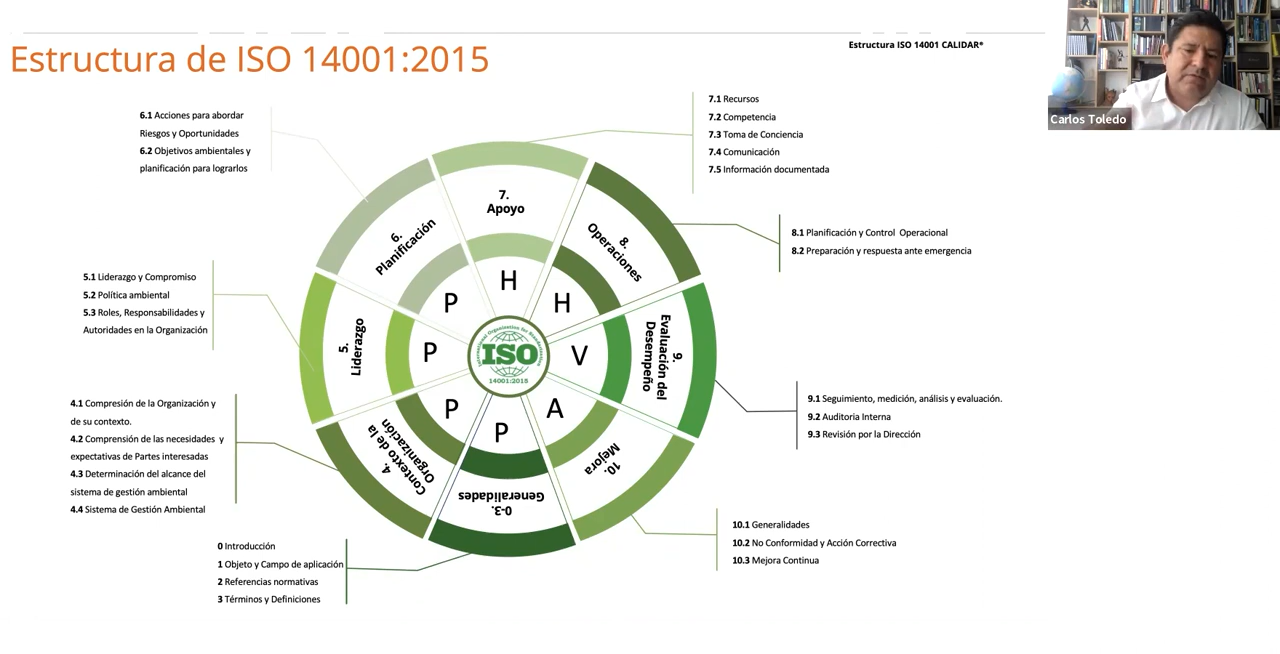 Estructura de ISO 14001:2015
Estructura ISO 14001 CALIDAR®
Carlos Toledo
6.1 Acciones para abordar
Riesgos y Oportunidades
6.2 Objetivos ambientales y
planificación para lograrlos
7.1 Recursos
7.2 Competencia
7.3 Toma de Conciencia
7.4 Comunicación
7.5 Información documentada
8.1 Planificación y Control Operacional
8.2 Preparación y respuesta ante emergencia
5.1 Liderazgo y Compromiso
5.2 Política ambiental
5.3 Roles, Responsabilidades y
Autoridades en la Organización
4.1 Compresión de la Organización y
de su contexto.
4.2 Comprensión de las necesidades y
expectativas de Partes interesadas
4.3 Determinación del alcance del
sistema de gestión ambiental
4.4 Sistema de Gestión Ambiental
0 Introducción
1 Objeto y Campo de aplicación
2 Referencias normativas
3 Términos y Definiciones
9.1 Seguimiento, medición, análisis y evaluación.
9.2 Auditoria Interna
9.3 Revisión por la Dirección
10.1 Generalidades
10.2 No Conformidad y Acción Correctiva
10.3 Mejora Continua
7.
Apoyo
H
8.
Operaciones
H
9.
Evaluación del
Desempeño
V
10.
Mejora
A
0-3.
Generalidades
P
4.
Contexto de la
Organización
P
5.
Liderazgo
P
6.
Planificación
P
International Organization for Standardization
ISO
14001:2015